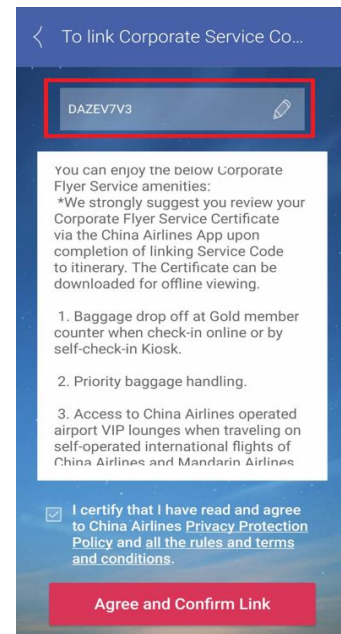 To link Corporate Service Co...
DAZEV7V3
You can enjoy the below Corporate
Flyer Service amenities:
*We strongly suggest you review your
Corporate Flyer Service Certificate
via the China Airlines App upon
completion of linking Service Code
to itinerary. The Certificate can be
downloaded for offline viewing.
1. Baggage drop off at Gold member
counter when check-in online or by
self-check-in Kiosk.
2. Priority baggage handling.
3. Access to China Airlines operated
airport VIP lounges when traveling on
self-operated international flights of
China Airlines and Mandarin Airlines
I certify that I have read and agree
to China Airlines Privacy Protection
Policy and all the rules and terms
and conditions.
Agree and Confirm Link